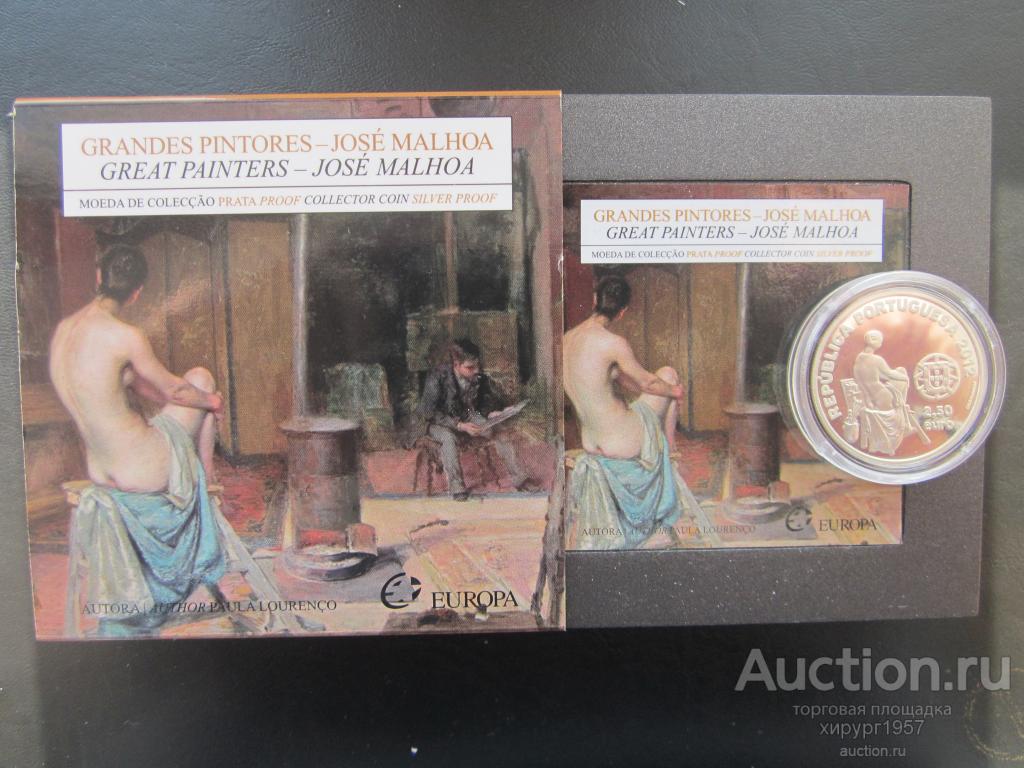 GRANDES PINTORES – JOSÉ MALHOA
GREAT PAINTERS – JOSÉ MALHOA
MOEDA DE COLECÇÃO PRATA PROOF COLLECTOR COIN SILVER PROOF
AUTORA | AUTHOR PAULA LOURENÇO
EUROPA
GRANDES PINTORES – JOSÉ MALHOA
GREAT PAINTERS – JOSÉ MALHOA
MOEDA DE COLECÇÃO PRATA PROOF COLLECTOR COIN SILVER PROOF
AUTORA | AUTHOR PAULA LOURENÇO
EUROPA
REPÚBLICA PORTUGUESA 2012
2,50
euro
Auction.ru
торговая площадка
хирург1957
auction.ru